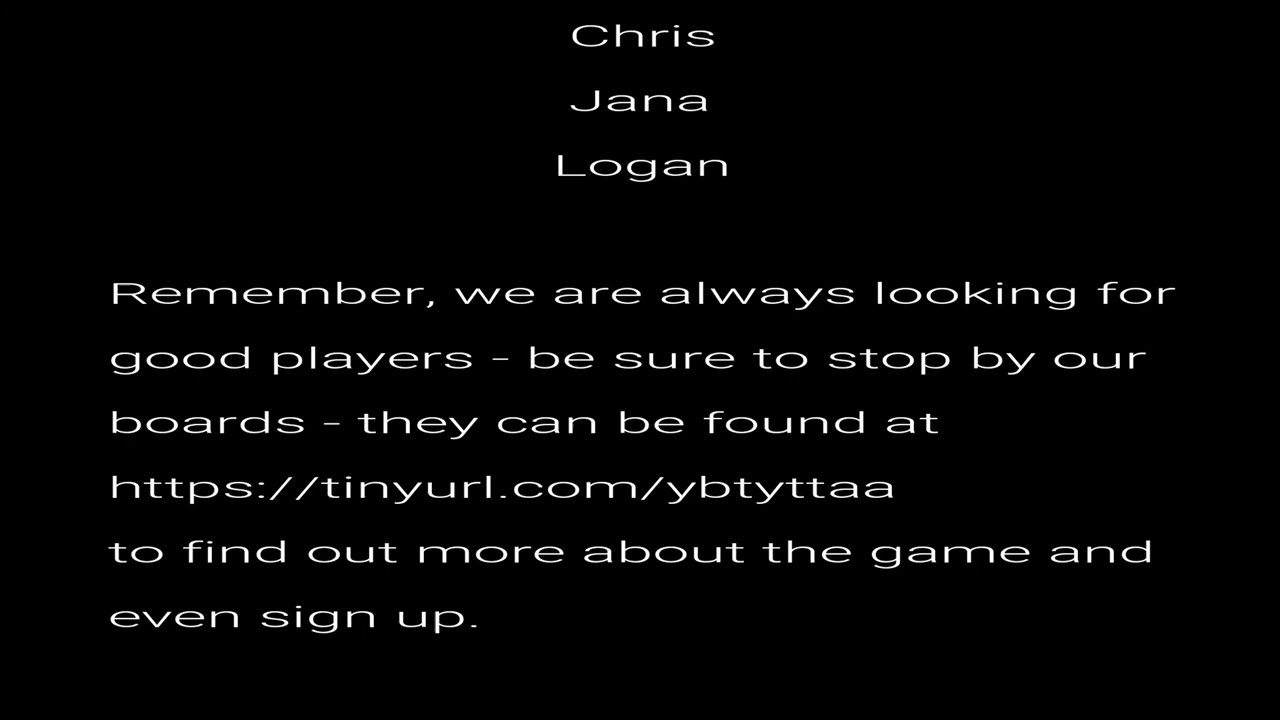 Chris
Jana
Logan
Remember, we are always looking for
good players - be sure to stop by our
boards - they can be found at
https://tinyurl.com/ybtyttaa
to find out more about the game and
even sign up.